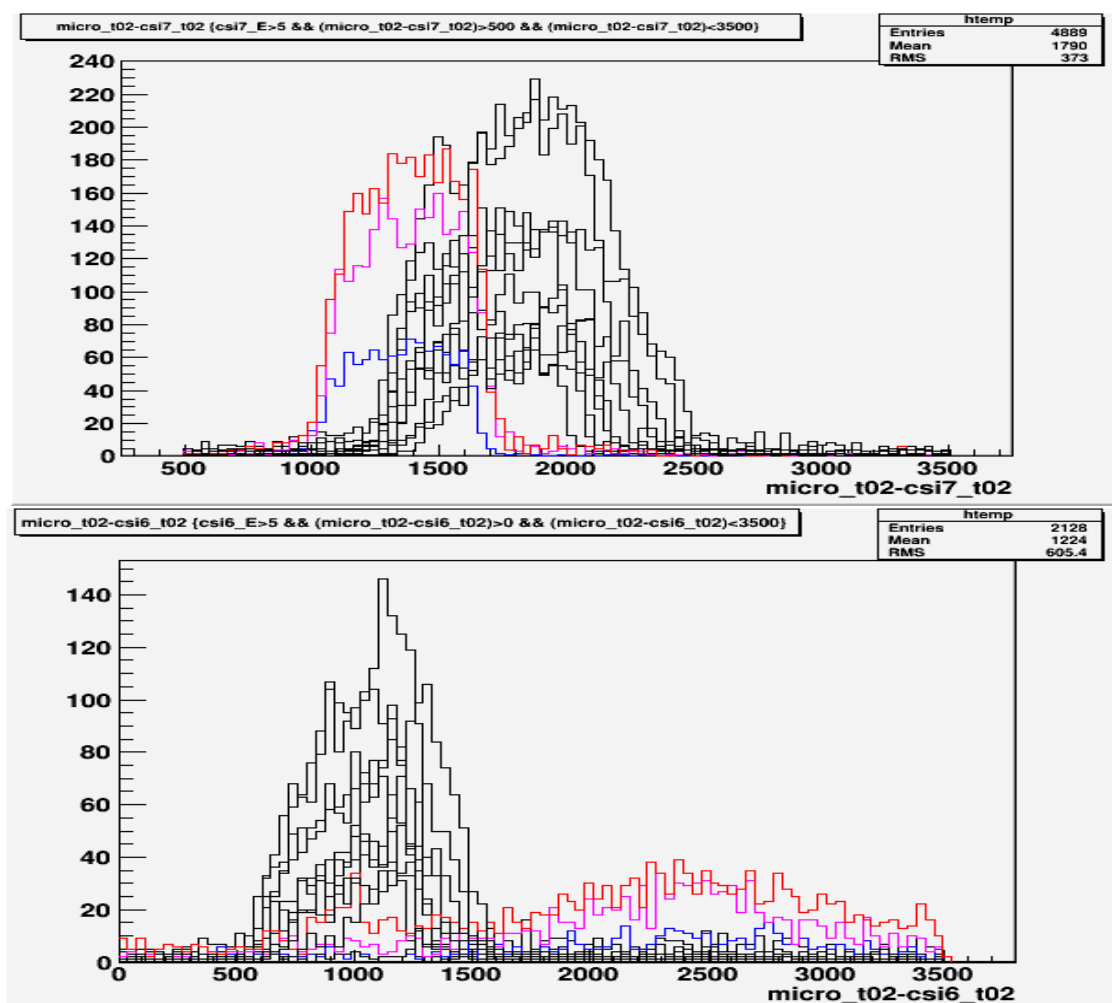 micro_t02-csi7_t02 {csi7_E>5 && (micro_t02-csi7_t02)>500 && (micro_t02-csi7_t02)<3500}
htemp
Entries 4889
Mean 1790
RMS 373
240
220
200
180
160
140
120
100
80
60
40
20
0
500 1000 1500 2000 2500 3000 3500
micro_t02-csi7_t02
micro_t02-csi6_t02 {csi6_E>5 && (micro_t02-csi6_t02)>0 && (micro_t02-csi6_t02)<3500}
htemp
Entries 2128
Mean 1224
RMS 605.4
140
120
100
80
60
40
20
0
0 500 1000 1500 2000 2500 3000 3500
micro_t02-csi6_t02